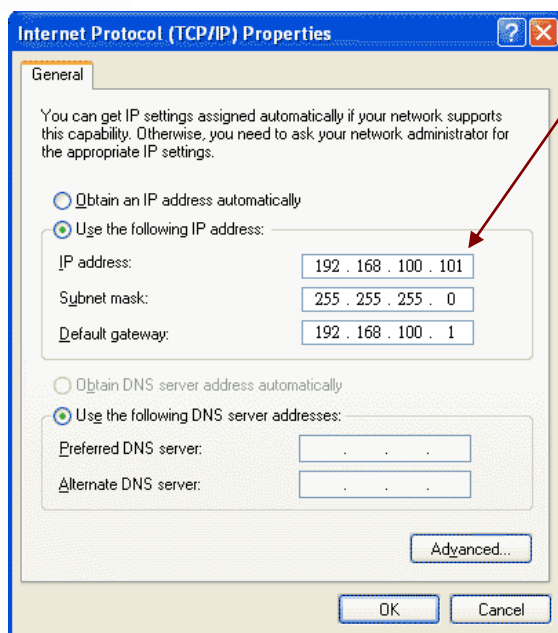 Internet Protocol (TCP/IP) Properties
General
You can get IP settings assigned automatically if your network supports
this capability. Otherwise, you need to ask your network administrator for
the appropriate IP settings.
Obtain an IP address automatically
Use the following IP address:
IP address: 192 . 168 . 100 . 101
Subnet mask: 255 . 255 . 255 . 0
Default gateway: 192 . 168 . 100 . 1
Obtain DNS server address automatically
Use the following DNS server addresses:
Preferred DNS server: . . .
Alternate DNS server: . . .
Advanced...
OK Cancel